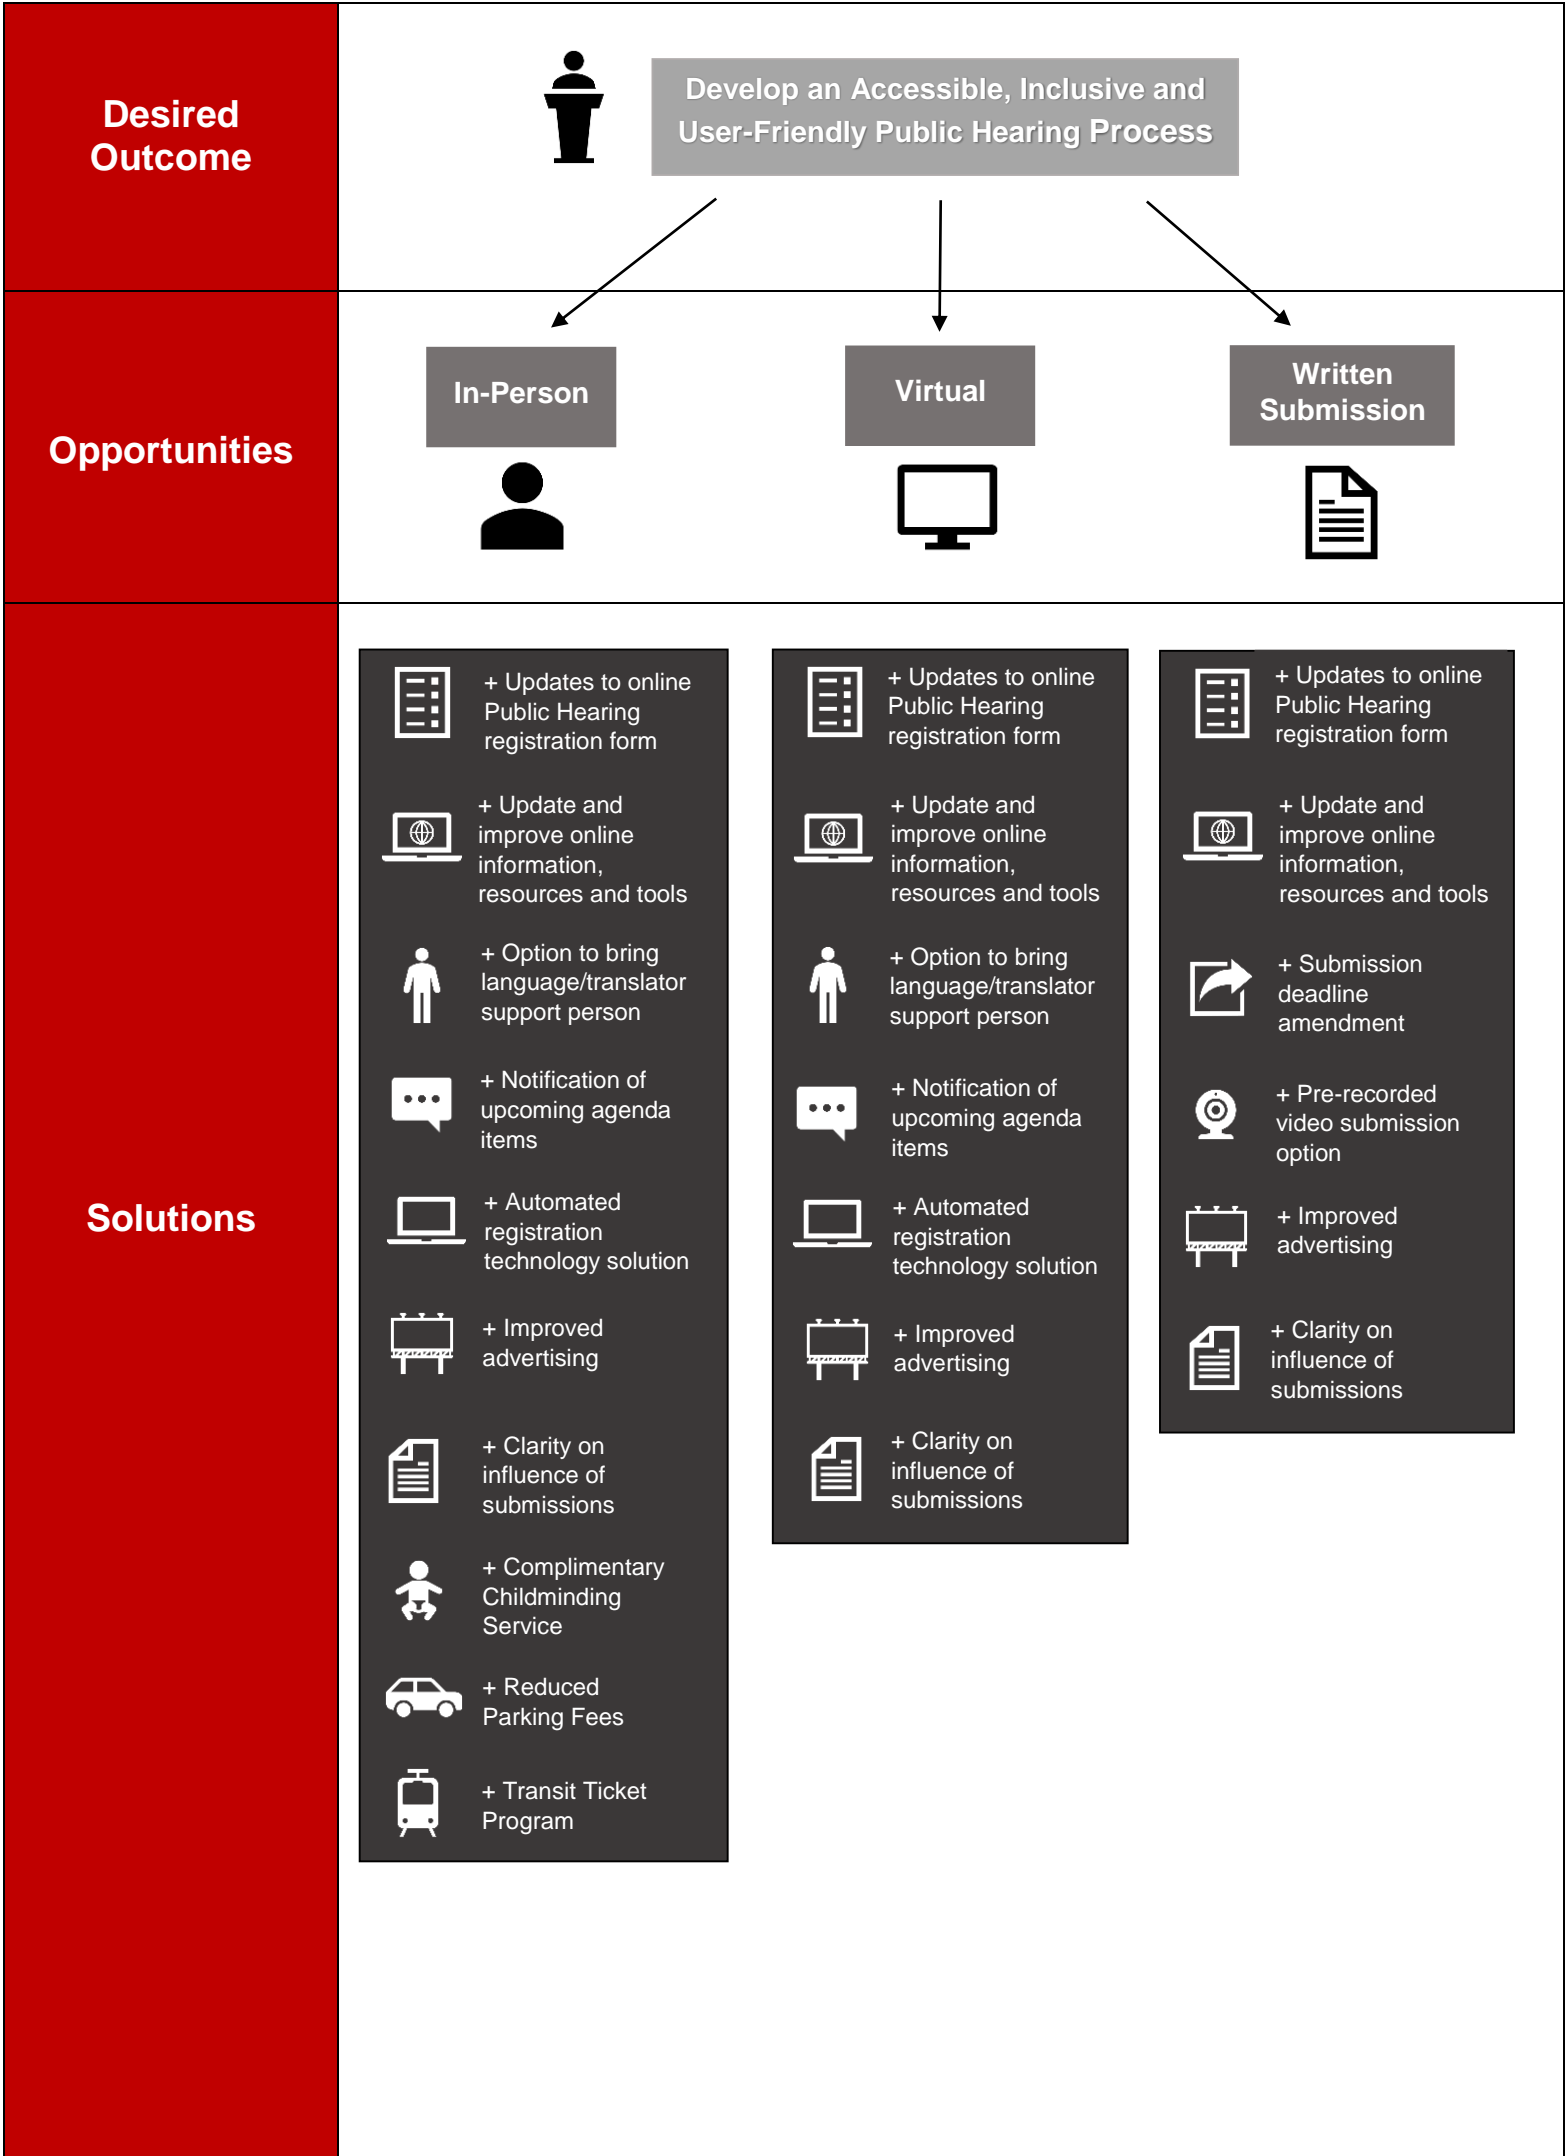 Desired
Outcome
Develop an Accessible, Inclusive and
User-Friendly Public Hearing Process
Opportunities
In-Person
Virtual
Written
Submission
Solutions
+ Updates to online
Public Hearing
registration form
+ Update and
improve online
information,
resources and tools
+ Option to bring
language/translator
support person
+ Notification of
upcoming agenda
items
+ Automated
registration
technology solution
+ Improved
advertising
+ Clarity on
influence of
submissions
+ Complimentary
Childminding
Service
+ Reduced
Parking Fees
+ Transit Ticket
Program
+ Updates to online
Public Hearing
registration form
+ Update and
improve online
information,
resources and tools
+ Option to bring
language/translator
support person
+ Notification of
upcoming agenda
items
+ Automated
registration
technology solution
+ Improved
advertising
+ Clarity on
influence of
submissions
+ Updates to online
Public Hearing
registration form
+ Update and
improve online
information,
resources and tools
+ Submission
deadline
amendment
+ Pre-recorded
video submission
option
+ Improved
advertising
+ Clarity on
influence of
submissions